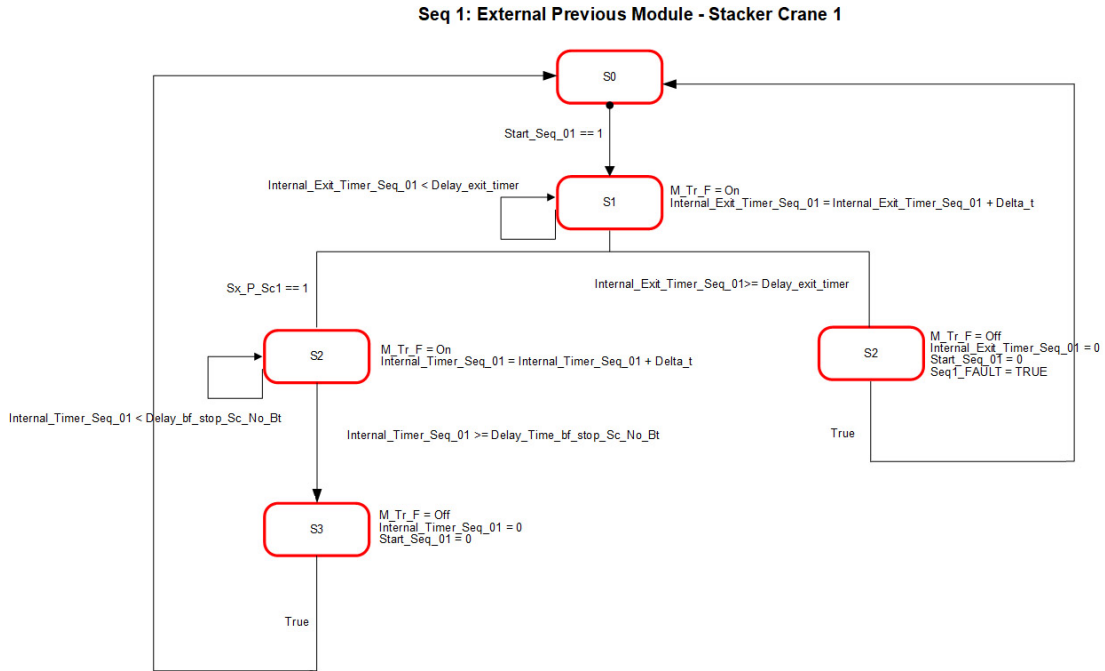 Seq 1: External Previous Module - Stacker Crane 1
S0
Start_Seq_01 == 1
Internal_Exit_Timer_Seq_01 < Delay_exit_timer
S1
M_Tr_F = On
Internal_Exit_Timer_Seq_01 = Internal_Exit_Timer_Seq_01 + Delta_t
Sx_P_Sc1 == 1
Internal_Exit_Timer_Seq_01>= Delay_exit_timer
S2
M_Tr_F = On
Internal_Timer_Seq_01 = Internal_Timer_Seq_01 + Delta_t
S2
M_Tr_F = Off
Internal_Exit_Timer_Seq_01 = 0
Start_Seq_01 = 0
Seq1_FAULT = TRUE
Internal_Timer_Seq_01 < Delay_bf_stop_Sc_No_Bt
Internal_Timer_Seq_01 >= Delay_Time_bf_stop_Sc_No_Bt
True
S3
M_Tr_F = Off
Internal_Timer_Seq_01 = 0
Start_Seq_01 = 0
True